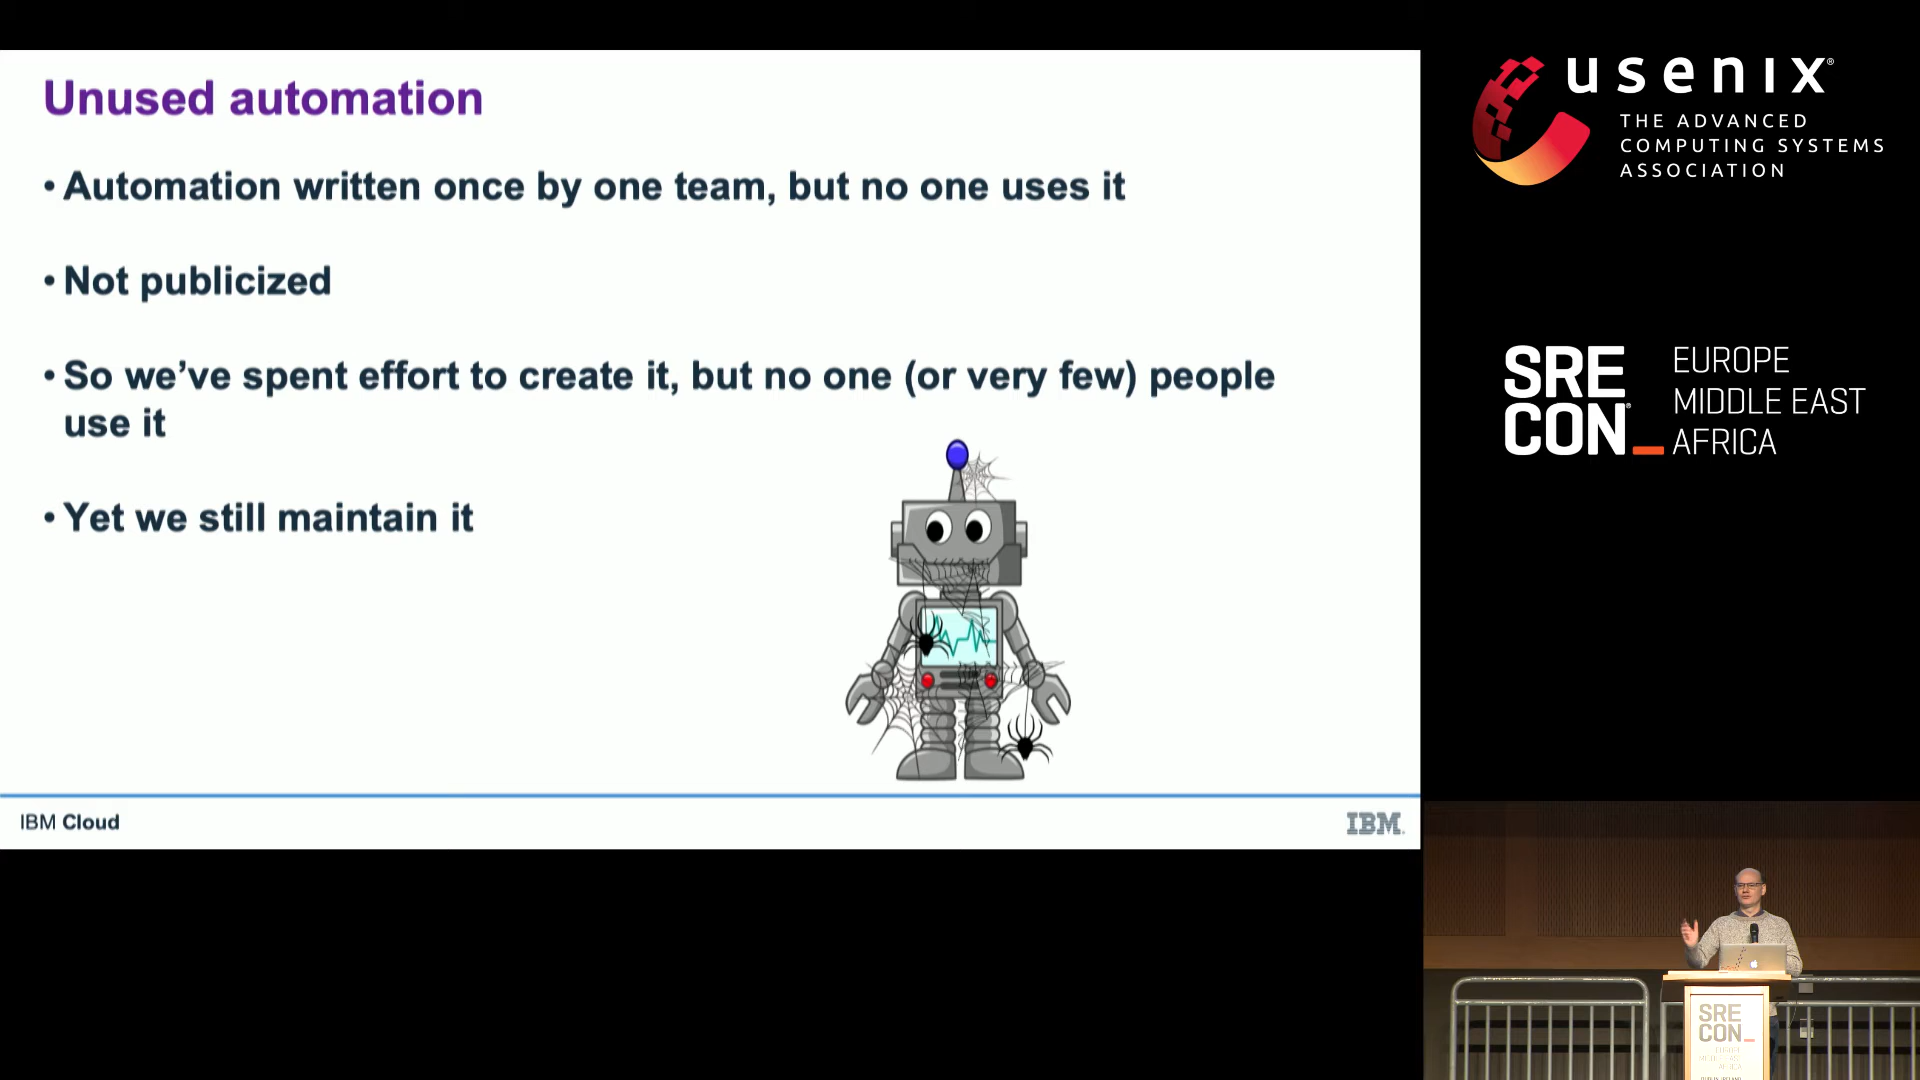 Unused automation
• Automation written once by one team, but no one uses it
• Not publicized
• So we’ve spent effort to create it, but no one (or very few) people
use it
• Yet we still maintain it
IBM Cloud
IBM
usenix
THE ADVANCED
COMPUTING SYSTEMS
ASSOCIATION
SRE
CON_
EUROPE
MIDDLE EAST
AFRICA
SRE
CON_